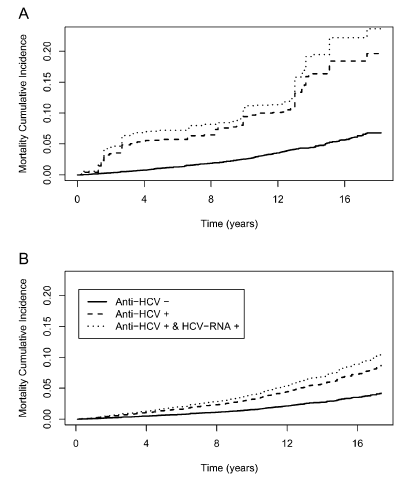 A
Mortality Cumulative Incidence
0.00 0.05 0.10 0.15 0.20
0 4 8 12 16
Time (years)
B
Mortality Cumulative Incidence
0.00 0.05 0.10 0.15 0.20
Anti−HCV −
Anti−HCV +
Anti−HCV + & HCV−RNA +
0 4 8 12 16
Time (years)